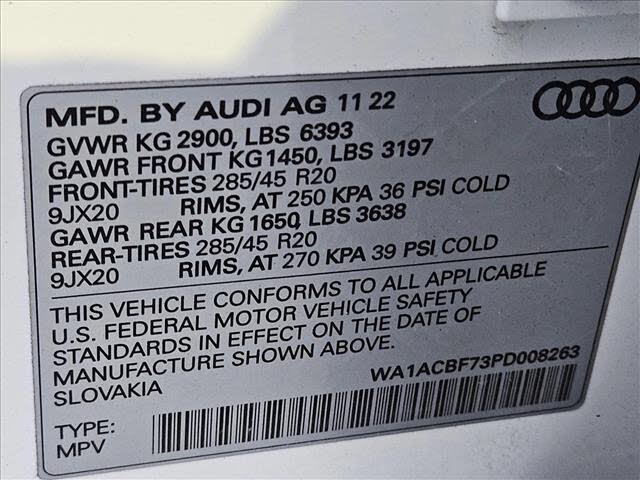 MFD. BY AUDI AG 11 22
GVWR KG 2900, LBS 6393
GAWR FRONT KG 1450, LBS 3197
FRONT-TIRES 285/45 R20
9JX20 RIMS, AT 250 KPA 36 PSI COLD
GAWR REAR KG 1650, LBS 3638
REAR-TIRES 285/45 R20
9JX20 RIMS, AT 270 KPA 39 PSI COLD
THIS VEHICLE CONFORMS TO ALL APPLICABLE
U.S. FEDERAL MOTOR VEHICLE SAFETY
STANDARDS IN EFFECT ON THE DATE OF
MANUFACTURE SHOWN ABOVE.
SLOVAKIA
WA1ACBF73PD008263
TYPE:
MPV